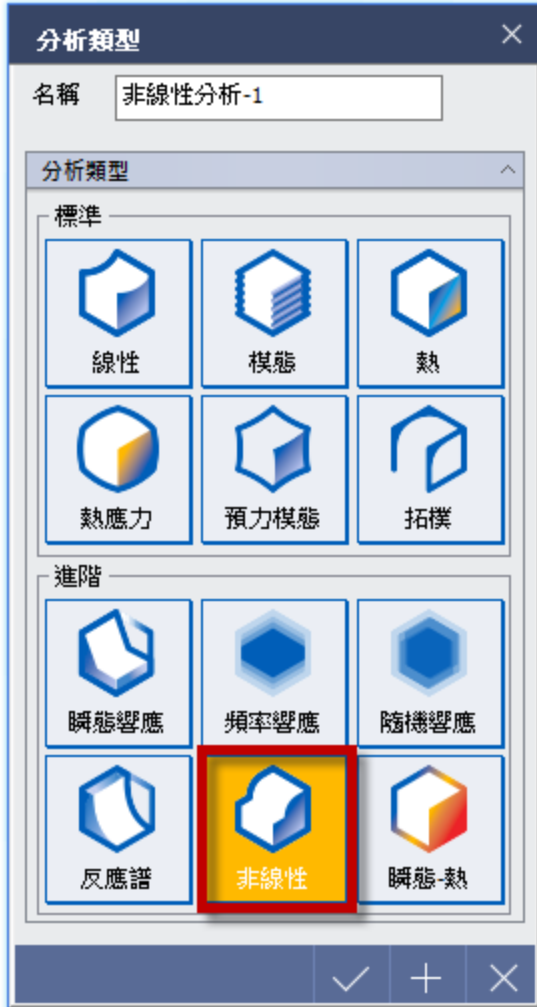 分析類型
名稱 非線性分析-1
分析類型
標準
線性 模態 熱
熱應力 預力模態 拓樸
進階
瞬態響應 頻率響應 隨機響應
反應譜 非線性 瞬態-熱